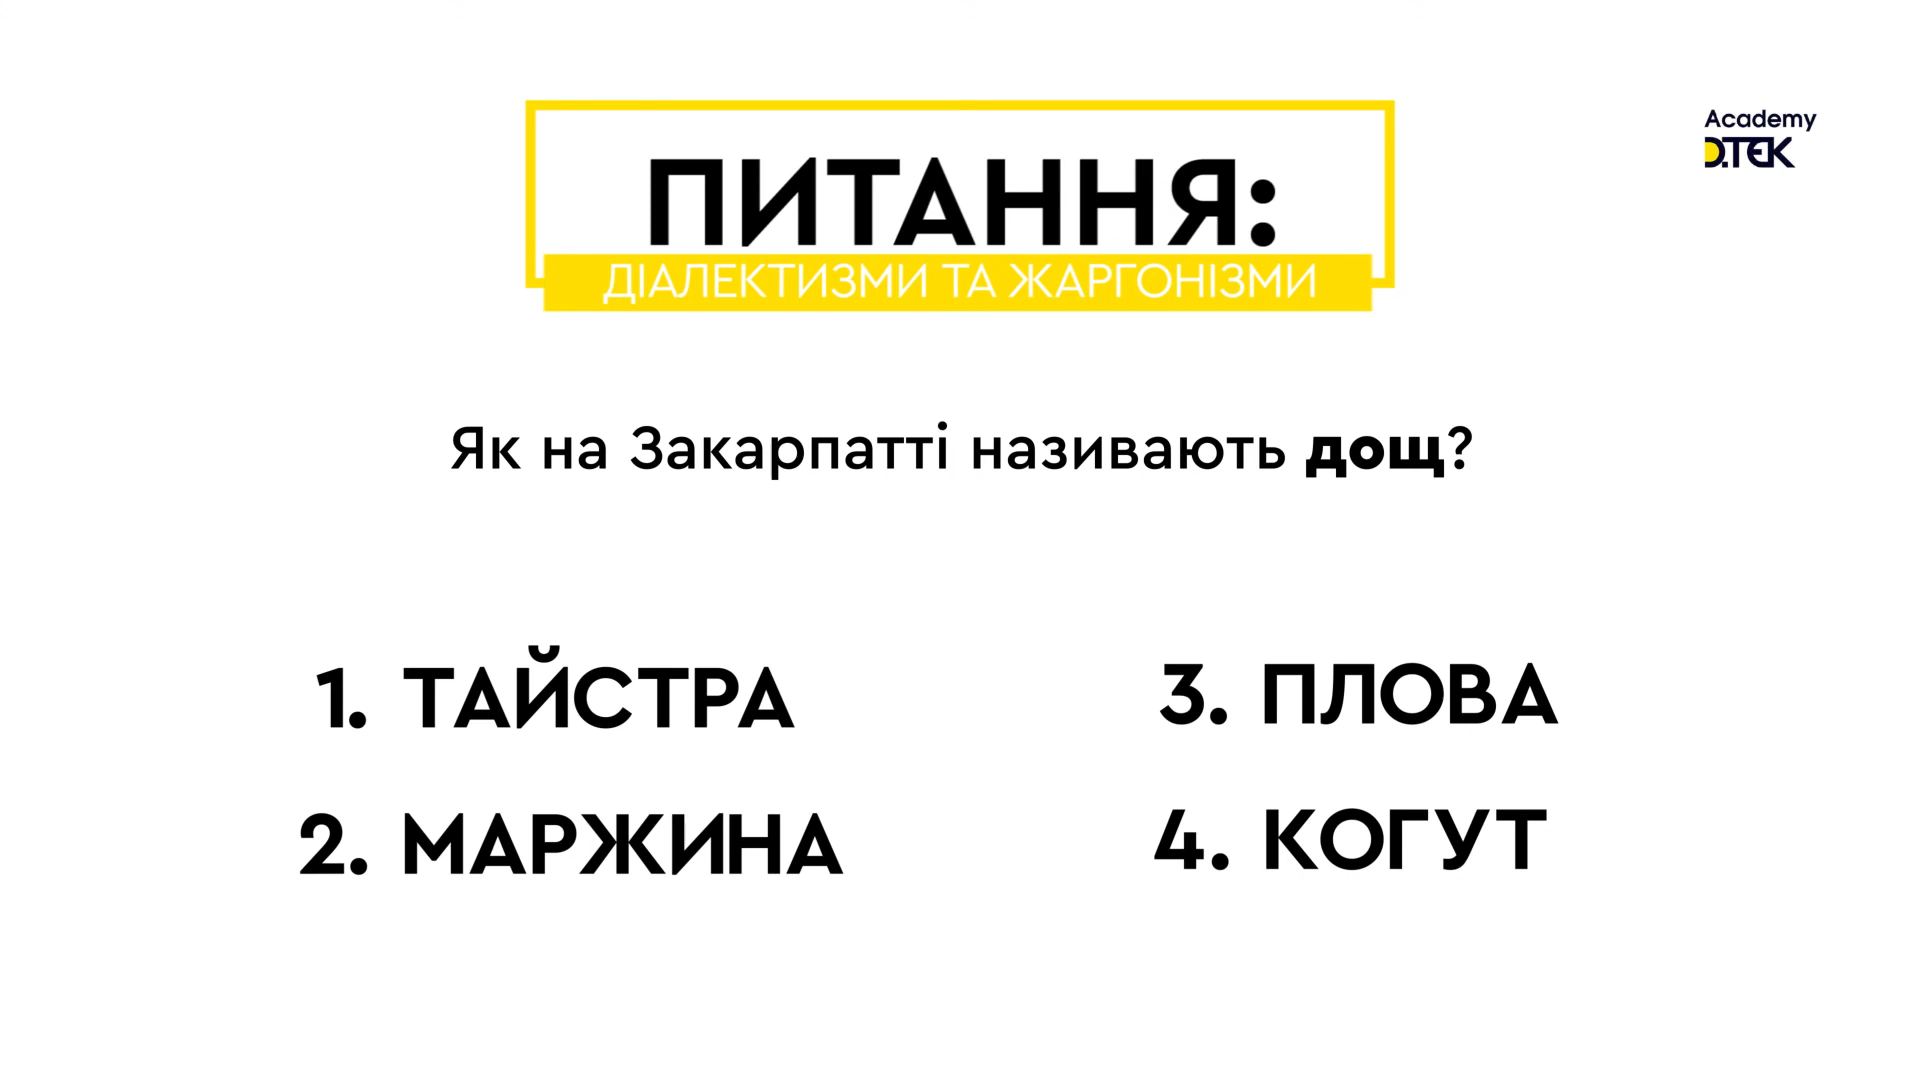 Academy
D.TEK
ПИТАННЯ:
ДІАЛЕКТИЗМИ ТА ЖАРГОНІЗМИ
Як на Закарпатті називають дощ?
1. ТАЙСТРА
2. МАРЖИНА
3. ПЛОВА
4. КОГУТ